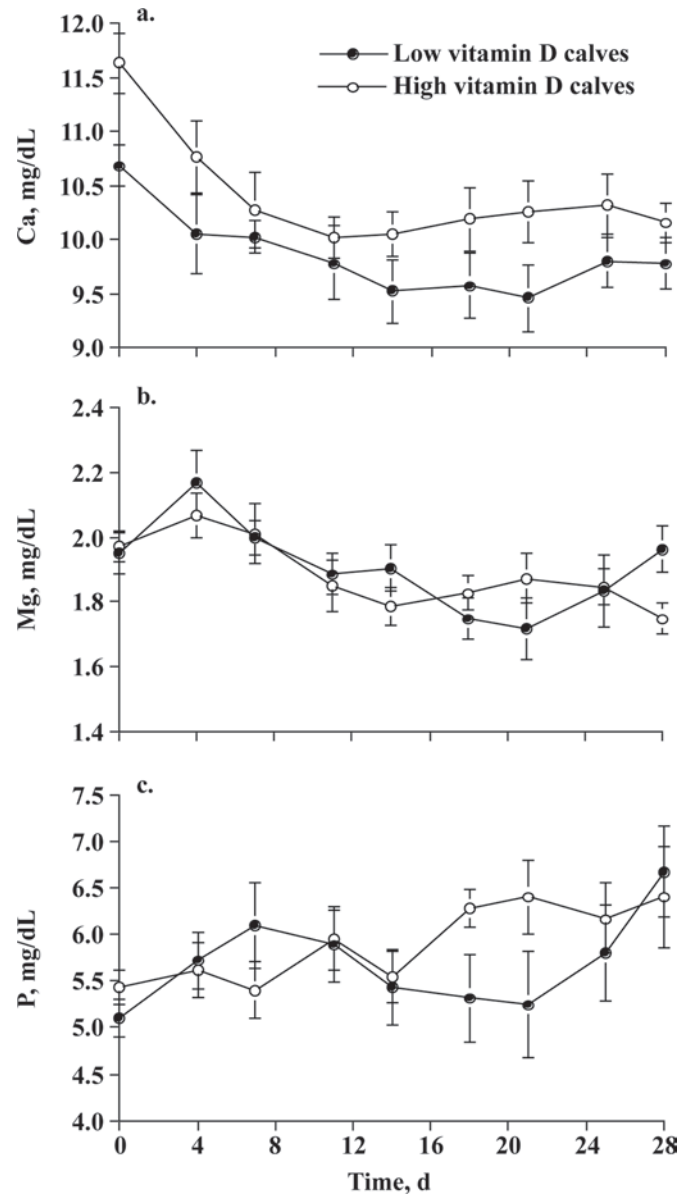 a.
12.0
11.5
11.0
10.5
10.0
9.5
9.0
Ca, mg/dL
Low vitamin D calves
High vitamin D calves
b.
2.4
2.2
2.0
1.8
1.6
1.4
Mg, mg/dL
c.
7.5
7.0
6.5
6.0
5.5
5.0
4.5
4.0
P, mg/dL
0 4 8 12 16 20 24 28
Time, d